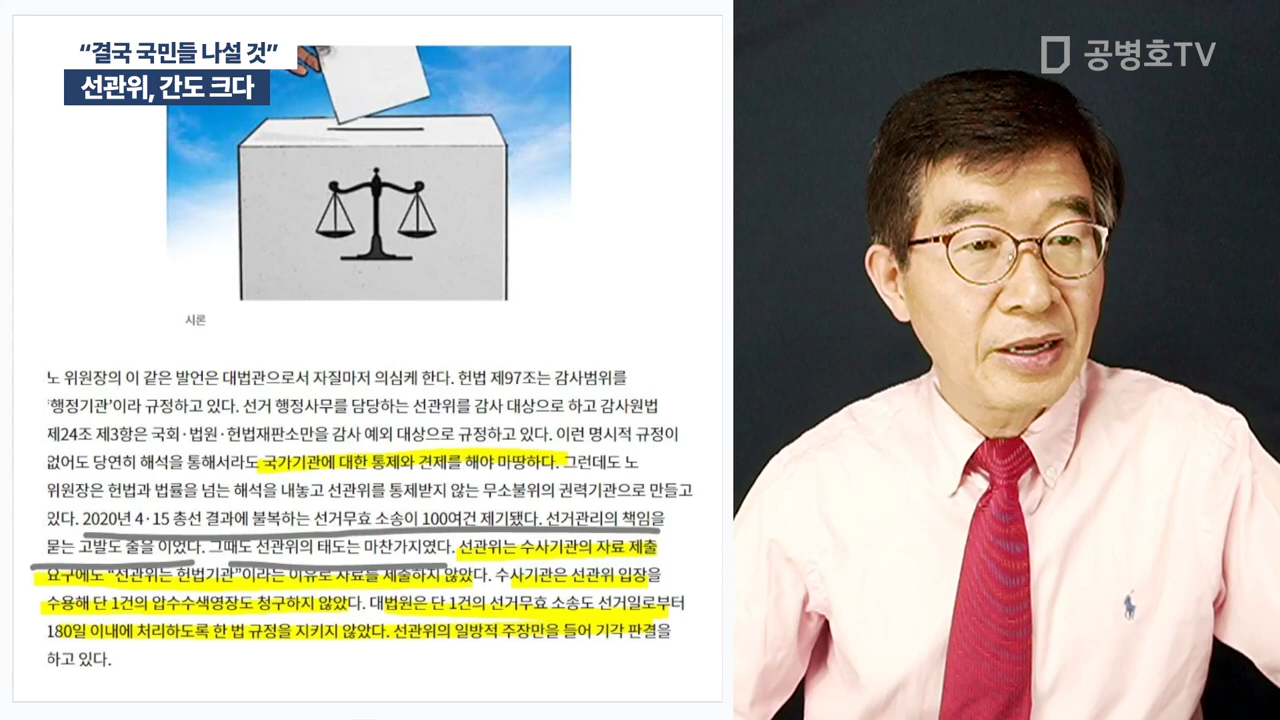 “결국 국민들 나설 것”
선관위, 간도 크다
공병호TV
시론
노 위원장의 이 같은 발언은 대법관으로서 자질마저 의심케 한다. 헌법 제97조는 감사범위를
‘행정기관’이라 규정하고 있다. 선거 행정사무를 담당하는 선관위를 감사 대상으로 하고 감사원법
제24조 제3항은 국회·법원·헌법재판소만을 감사 예외 대상으로 규정하고 있다. 이런 명시적 규정이
없어도 당연히 해석을 통해서라도 국가기관에 대한 통제와 견제를 해야 마땅하다. 그런데도 노
위원장은 헌법과 법률을 넘는 해석을 내놓고 선관위를 통제받지 않는 무소불위의 권력기관으로 만들고
있다. 2020년 4·15 총선 결과에 불복하는 선거무효 소송이 100여건 제기됐다. 선거관리의 책임을
묻는 고발도 줄을 이었다. 그때도 선관위의 태도는 마찬가지였다. 선관위는 수사기관의 자료 제출
요구에도 “선관위는 헌법기관”이라는 이유로 자료를 제출하지 않았다. 수사기관은 선관위 입장을
수용해 단 1건의 압수수색영장도 청구하지 않았다. 대법원은 단 1건의 선거무효 소송도 선거일로부터
180일 이내에 처리하도록 한 법 규정을 지키지 않았다. 선관위의 일방적 주장만을 들어 기각 판결을
하고 있다.